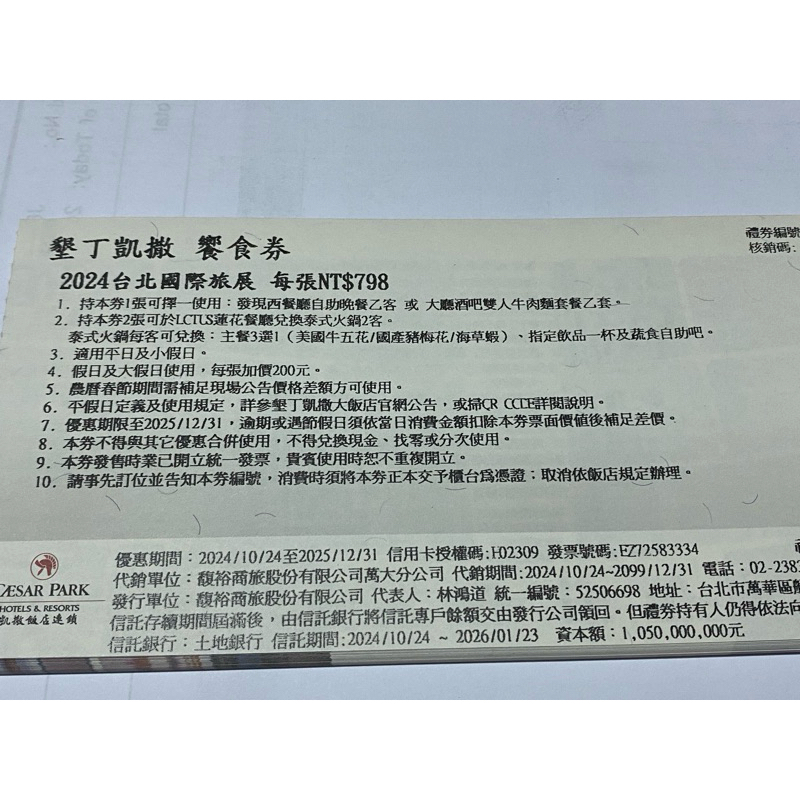 墾丁凱撒 饗食券
禮券編號
核銷碼:
2024台北國際旅展 每張NT$798
1. 持本券1張可擇一使用：發現西餐廳自助晚餐乙客 或 大廳酒吧雙人牛肉麵套餐乙套。
2. 持本券2張可於LCTUS蓮花餐廳兌換泰式火鍋2客。
泰式火鍋每客可兌換：主餐3選1（美國牛五花/國產豬梅花/海草蝦）、指定飲品一杯及蔬食自助吧。
3. 適用平日及小假日。
4. 假日及大假日使用，每張加價200元。
5. 農曆春節期間需補足現場公告價格差額方可使用。
6. 平假日定義及使用規定，詳參墾丁凱撒大飯店官網公告，或掃CR CCDE詳閱說明。
7. 優惠期限至2025/12/31，逾期或遇節假日須依當日消費金額扣除本券票面價值後補足差價。
8. 本券不得與其它優惠合併使用，不得兌換現金、找零或分次使用。
9. 本券發售時業已開立統一發票，貴賓使用時恕不重複開立。
10. 請事先訂位並告知本券編號，消費時須將本券正本交予櫃台為憑證；取消依飯店規定辦理。
CAESAR PARK
HOTELS & RESORTS
凱撒飯店連鎖
優惠期間：2024/10/24至2025/12/31 信用卡授權碼:H02309 發票號碼:EZ72583334
代銷單位：馥裕商旅股份有限公司萬大分公司 代銷期間:2024/10/24~2099/12/31 電話：02-238
發行單位：馥裕商旅股份有限公司 代表人：林鴻道 統一編號：52506698 地址：台北市萬華區
信託存續期間屆滿後，由信託銀行將信託專戶餘額交由發行公司領回。但禮券持有人仍得依法向
信託銀行：土地銀行 信託期間:2024/10/24 ~ 2026/01/23 資本額：1,050,000,000元